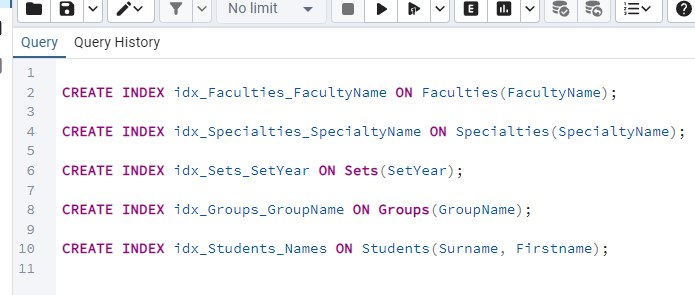 No limit
E
Query Query History
1
2 CREATE INDEX idx_Faculties_FacultyName ON Faculties(FacultyName);
3
4 CREATE INDEX idx_Specialties_SpecialtyName ON Specialties(SpecialtyName);
5
6 CREATE INDEX idx_Sets_SetYear ON Sets(SetYear);
7
8 CREATE INDEX idx_Groups_GroupName ON Groups(GroupName);
9
10 CREATE INDEX idx_Students_Names ON Students(Surname, Firstname);
11